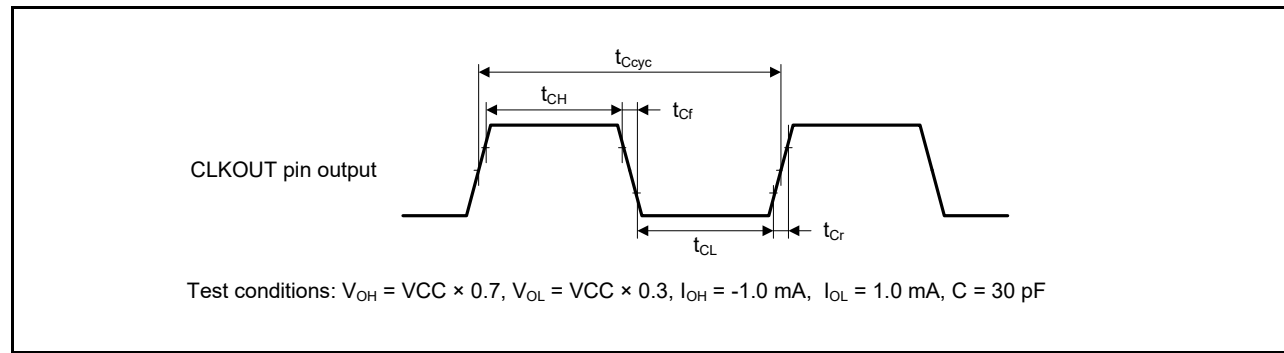 tCcyc
tCH
tCf
CLKOUT pin output
tCL
tCr
Test conditions: VOH = VCC × 0.7, VOL = VCC × 0.3, IOH = -1.0 mA, IOL = 1.0 mA, C = 30 pF